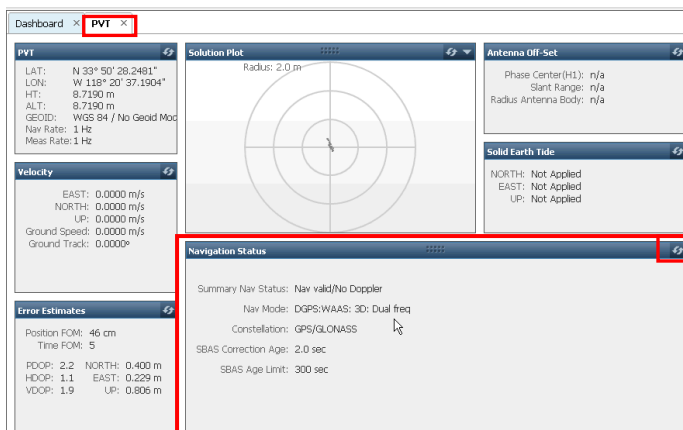 Dashboard × PVT ×
PVT
LAT: N 33° 50' 28.2481"
LON: W 118° 20' 37.1904"
HT: 8.7190 m
ALT: 8.7190 m
GEOID: WGS 84 / No Geoid Mod
Nav Rate: 1 Hz
Meas Rate: 1 Hz
Velocity
EAST: 0.0000 m/s
NORTH: 0.0000 m/s
UP: 0.0000 m/s
Ground Speed: 0.0000 m/s
Ground Track: 0.0000º
Error Estimates
Position FOM: 46 cm
Time FOM: 5
PDOP: 2.2 NORTH: 0.400 m
HDOP: 1.1 EAST: 0.229 m
VDOP: 1.9 UP: 0.806 m
Solution Plot
Radius: 2.0 m
Antenna Off-Set
Phase Center(H1): n/a
Slant Range: n/a
Radius Antenna Body: n/a
Solid Earth Tide
NORTH: Not Applied
EAST: Not Applied
UP: Not Applied
Navigation Status
Summary Nav Status: Nav valid/No Doppler
Nav Mode: DGPS:WAAS: 3D: Dual freq
Constellation: GPS/GLONASS
SBAS Correction Age: 2.0 sec
SBAS Age Limit: 300 sec